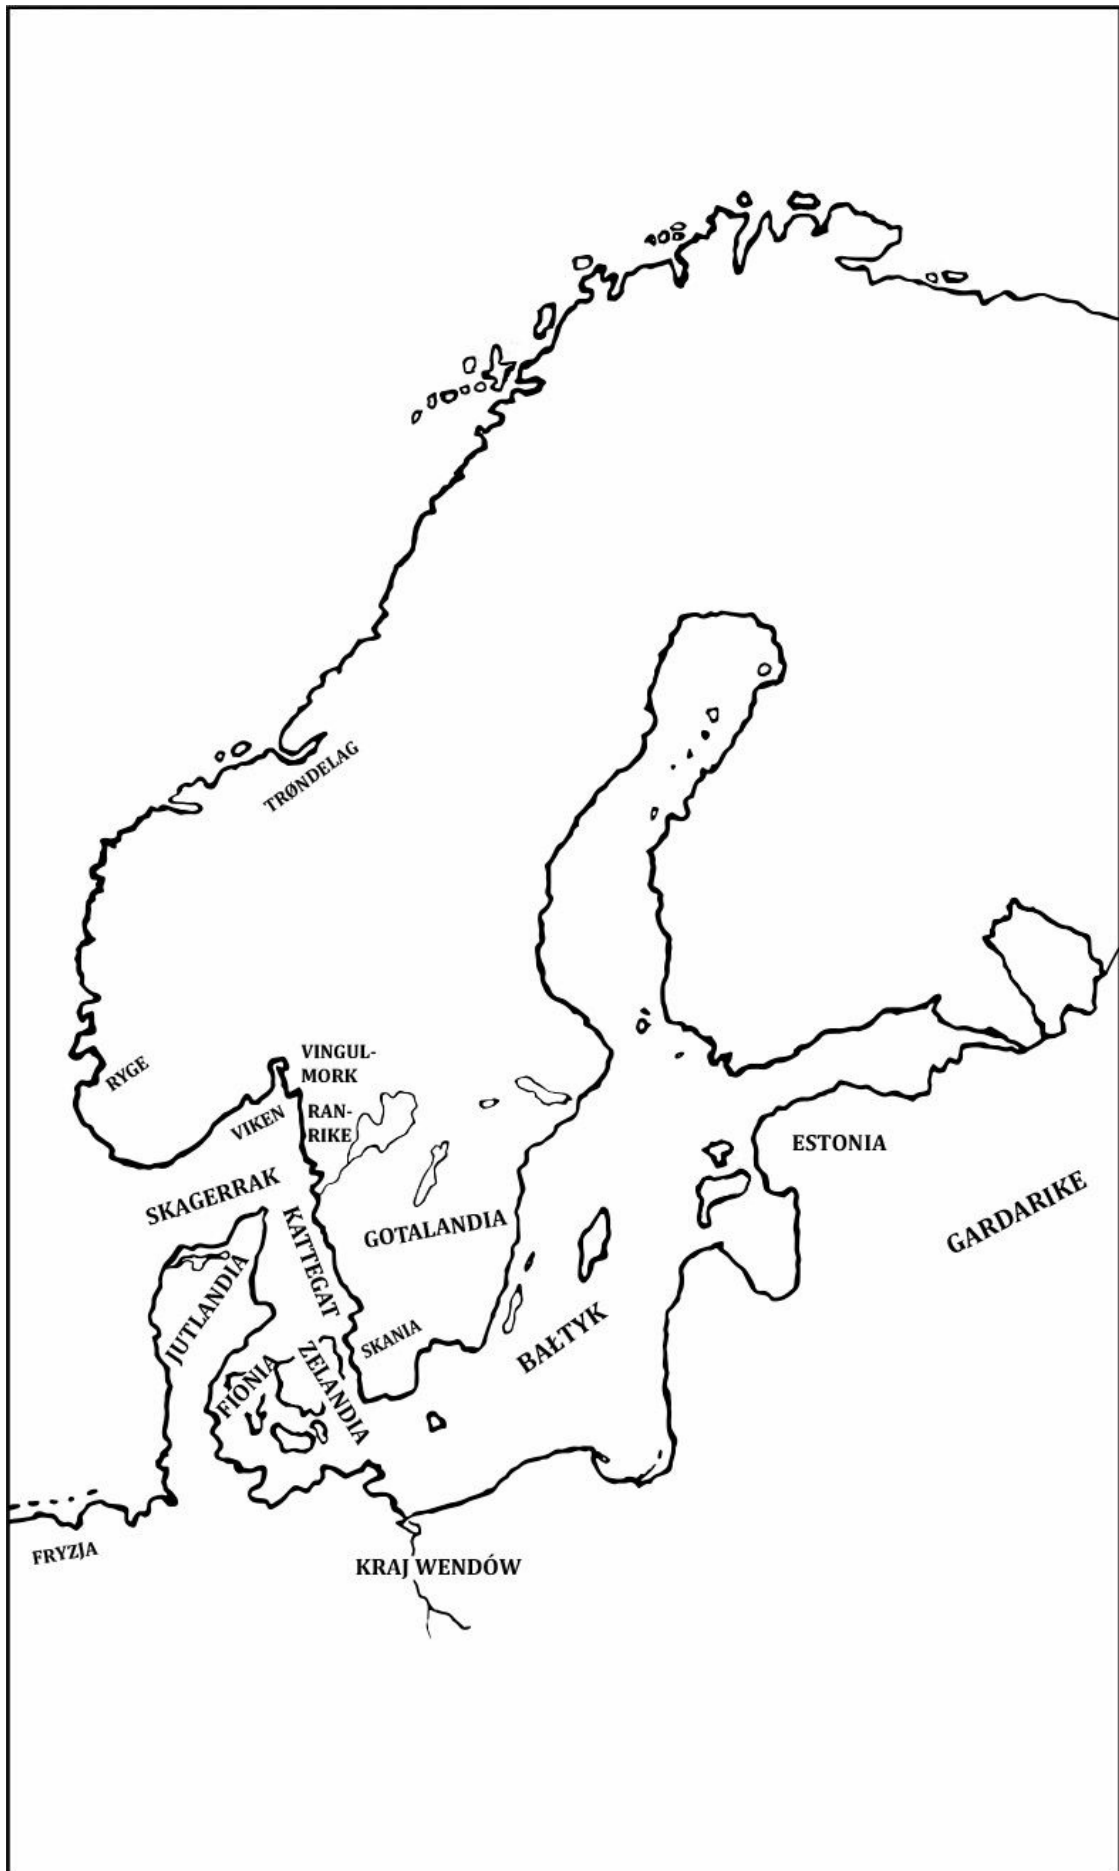 TRØNDELAG
VINGUL-
MORK
RYGE
RAN-
RIKE
VIKEN
ESTONIA
SKAGERRAK
GARDARIKE
KATTEGAT
GOTALANDIA
JUTLANDIA
SKANIA
BAŁTYK
FIONIA
ZELANDIA
FRYZJA
KRAJ WENDÓW